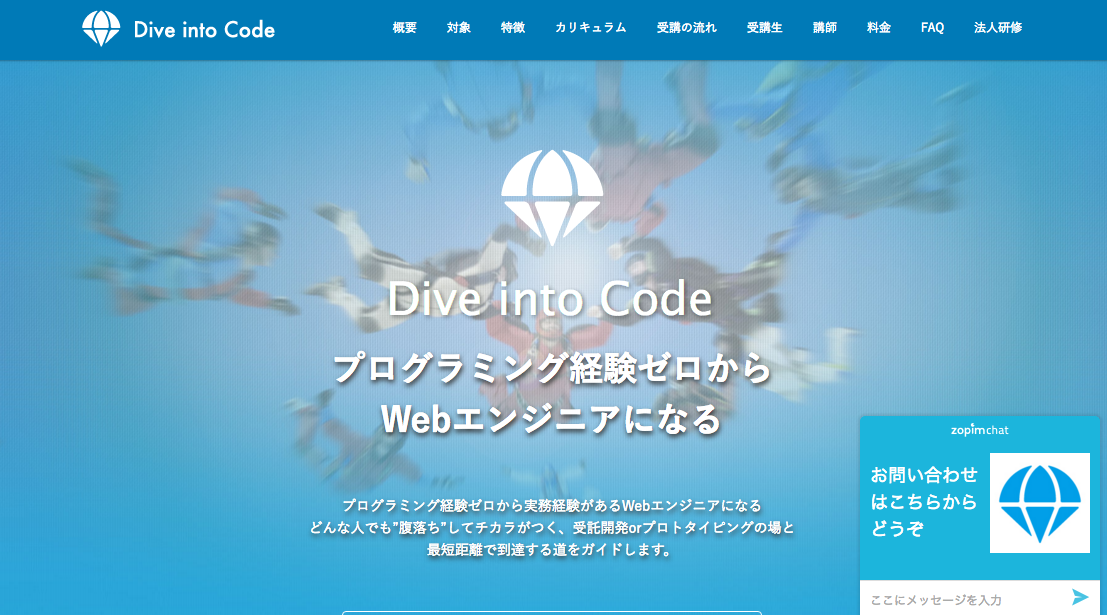 Dive into Code
概要 対象 特徴 カリキュラム 受講の流れ 受講生 講師 料金 FAQ 法人研修
Dive into Code
プログラミング経験ゼロから
Webエンジニアになる
プログラミング経験ゼロから実務経験があるWebエンジニアになる
どんな人でも”腹落ち”してチカラがつく、受託開発orプロトタイピングの場と
最短距離で到達する道をガイドします。
zopimchat
お問い合わせ
はこちらから
どうぞ
ここにメッセージを入力